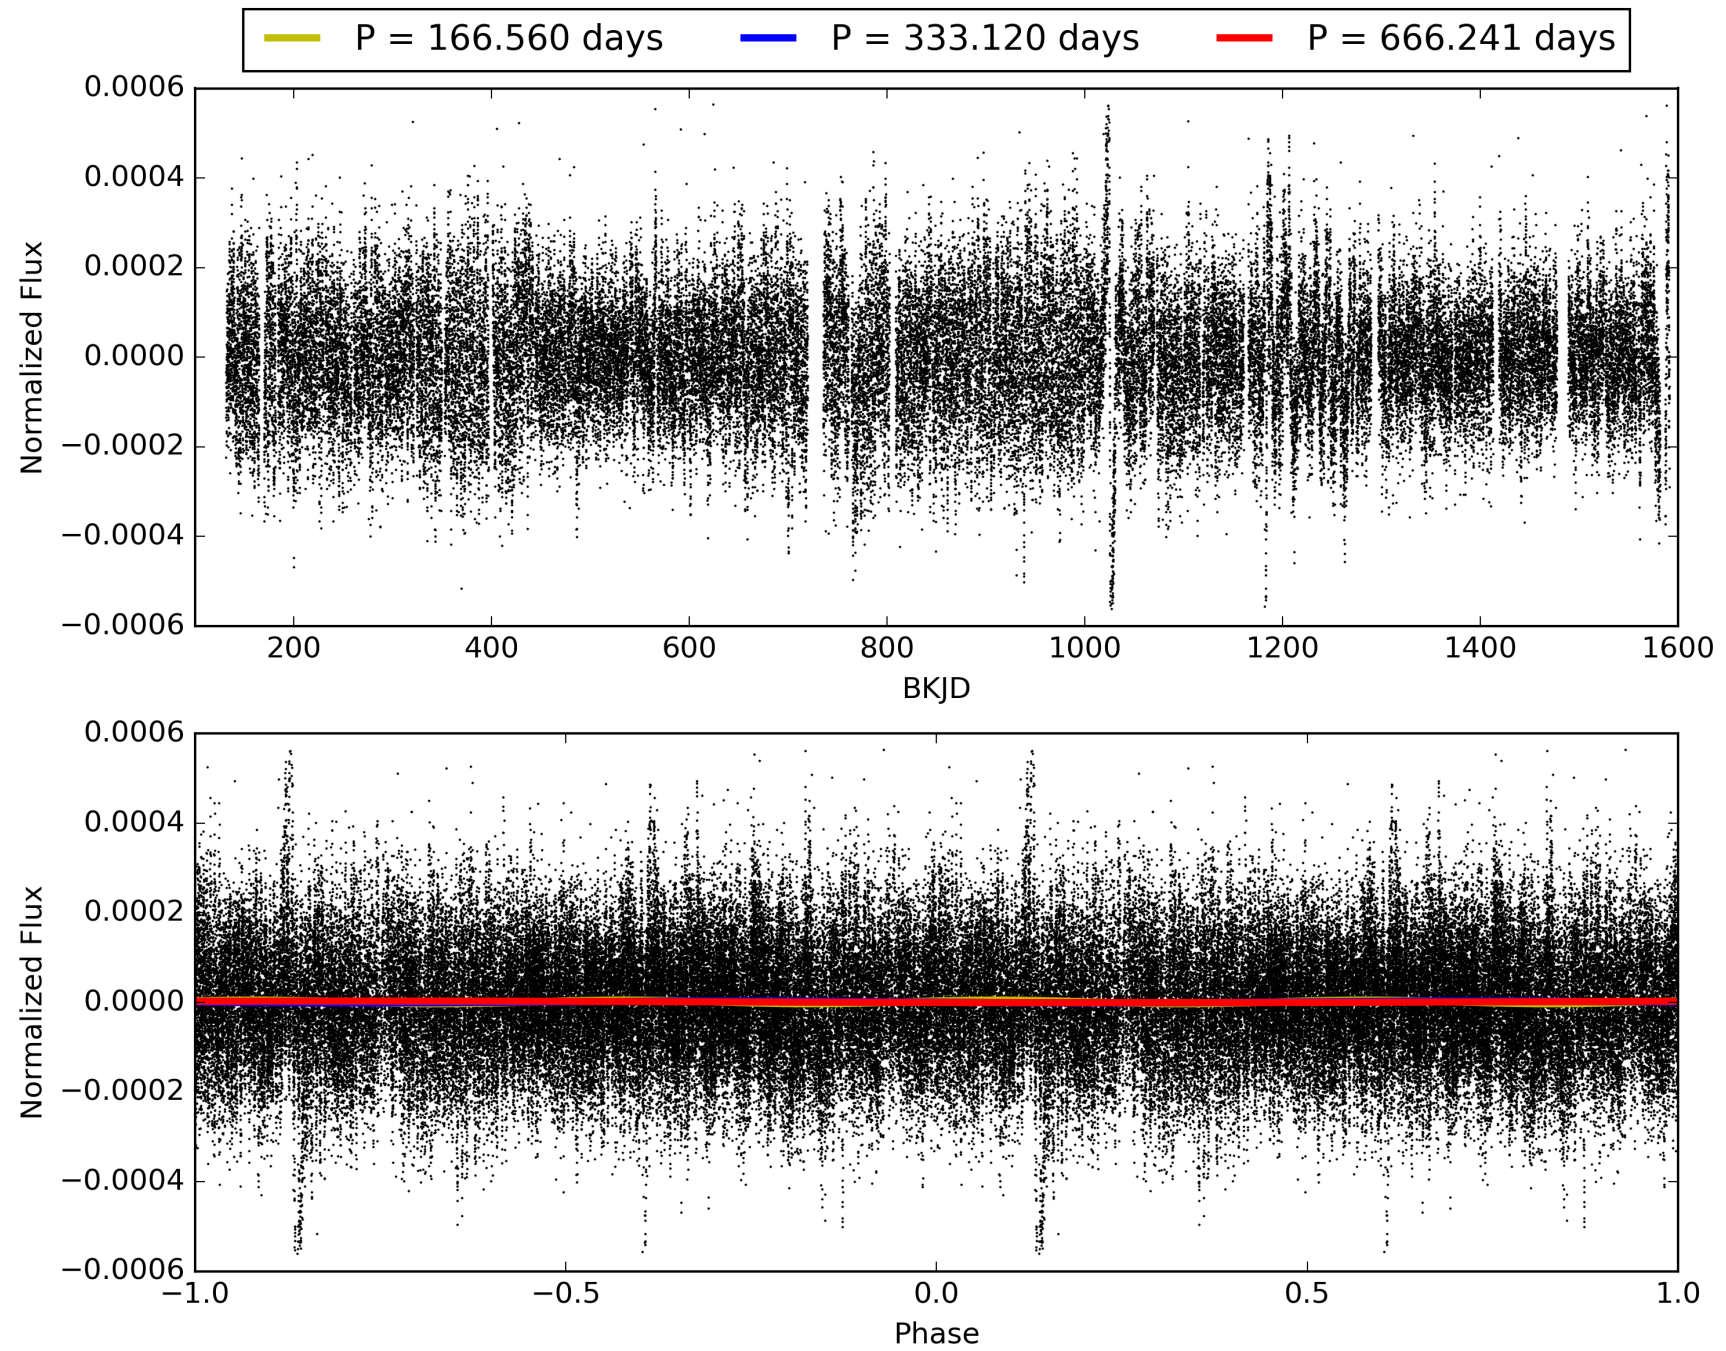 P = 166.560 days P = 333.120 days P = 666.241 days
0.0006
0.0004
0.0002
0.0000
−0.0002
−0.0004
−0.0006
Normalized Flux
200 400 600 800 1000 1200 1400 1600
BKJD
0.0006
0.0004
0.0002
0.0000
−0.0002
−0.0004
−0.0006
Normalized Flux
−1.0 −0.5 0.0 0.5 1.0
Phase